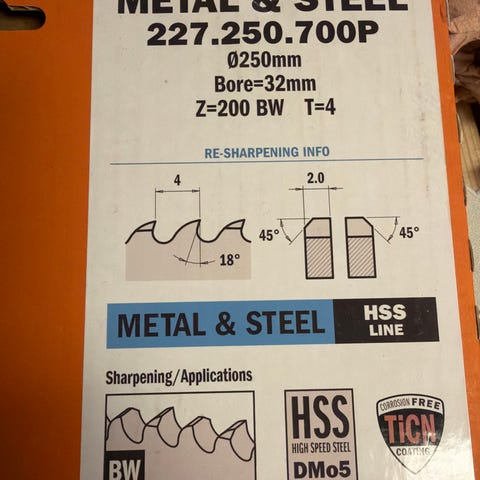 METAL & STEEL
227.250.700P
Ø250mm
Bore=32mm
Z=200 BW T=4
RE-SHARPENING INFO
4
2.0
45°
45°
18°
METAL & STEEL
HSS
LINE
Sharpening/Applications
BW
HSS
HIGH SPEED STEEL
DMo5
CORROSION FREE
TiCN
COATING